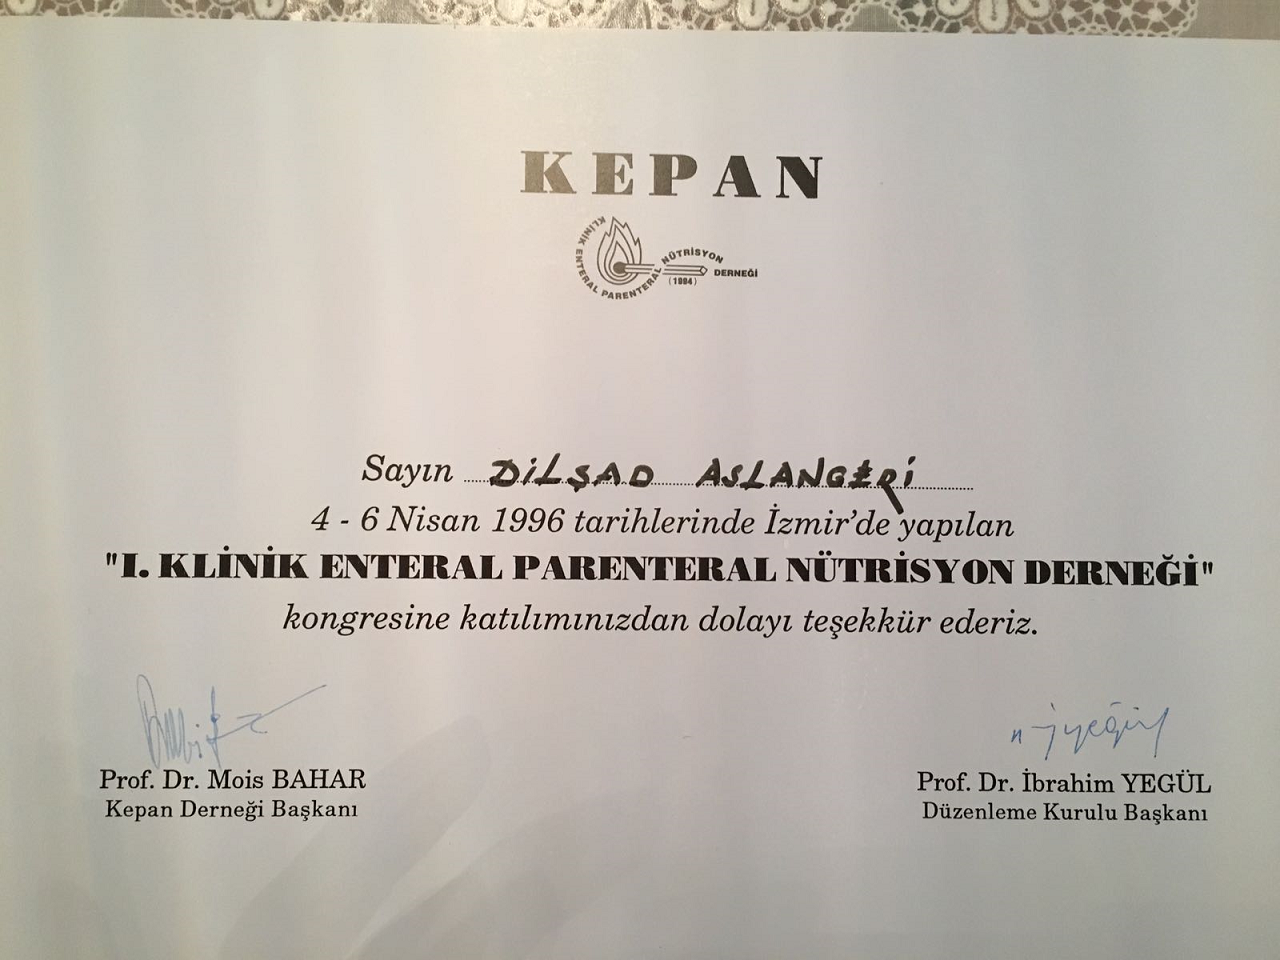 KEPAN
KLİNİK ENTERAL PARENTERAL NÜTRİSYON DERNEĞİ
(1994)
Sayın DİLŞAD ASLANGERİ
4 - 6 Nisan 1996 tarihlerinde İzmir'de yapılan
"I. KLİNİK ENTERAL PARENTERAL NÜTRİSYON DERNEĞİ"
kongresine katılımınızdan dolayı teşekkür ederiz.
Prof. Dr. Mois BAHAR
Kepan Derneği Başkanı
Prof. Dr. İbrahim YEGÜL
Düzenleme Kurulu Başkanı